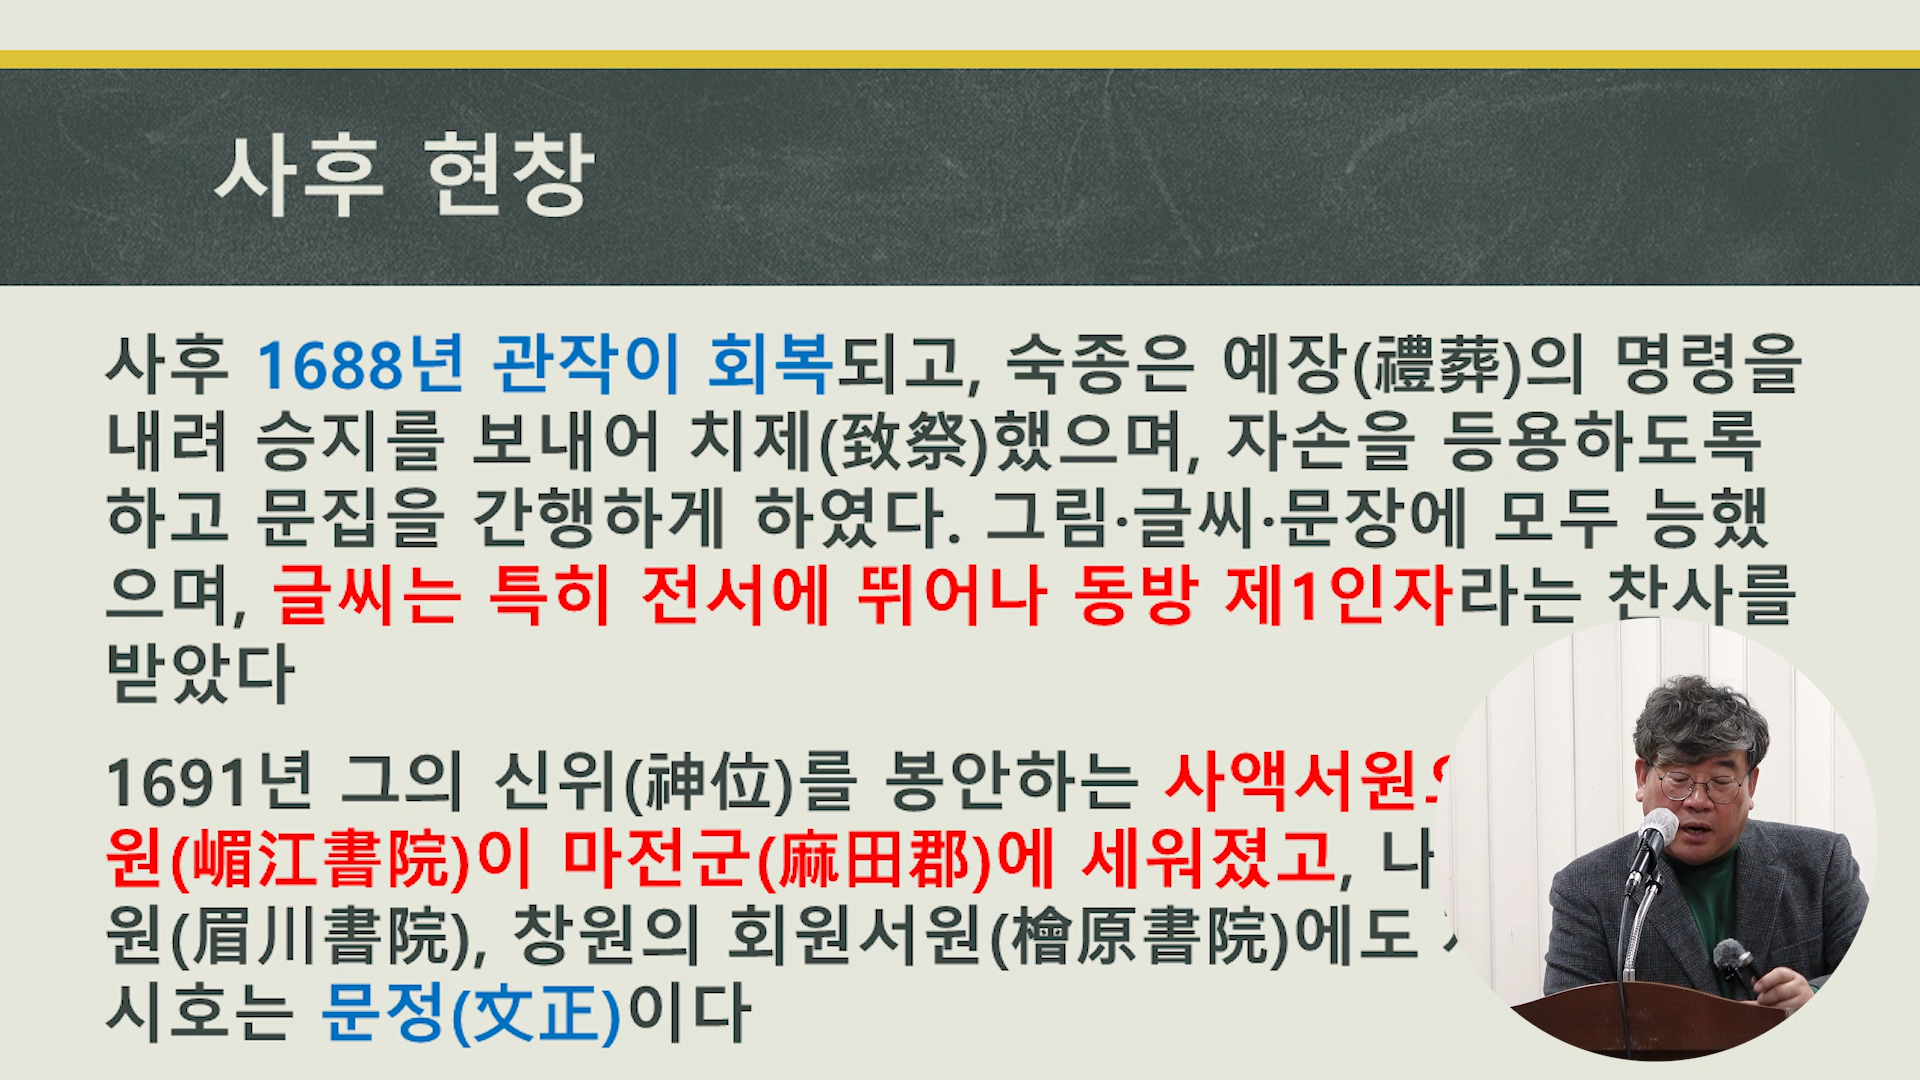 사후 현창
사후 1688년 관작이 회복되고, 숙종은 예장(禮葬)의 명령을
내려 승지를 보내어 치제(致祭)했으며, 자손을 등용하도록
하고 문집을 간행하게 하였다. 그림·글씨·문장에 모두 능했
으며, 글씨는 특히 전서에 뛰어나 동방 제1인자라는 찬사를
받았다
1691년 그의 신위(神位)를 봉안하는
원(嵋江書院)이 마전군(麻田郡)에 세워졌고, 나
원(眉川書院), 창원의 회원서원(檜原書院)에도
시호는 문정(文正)이다